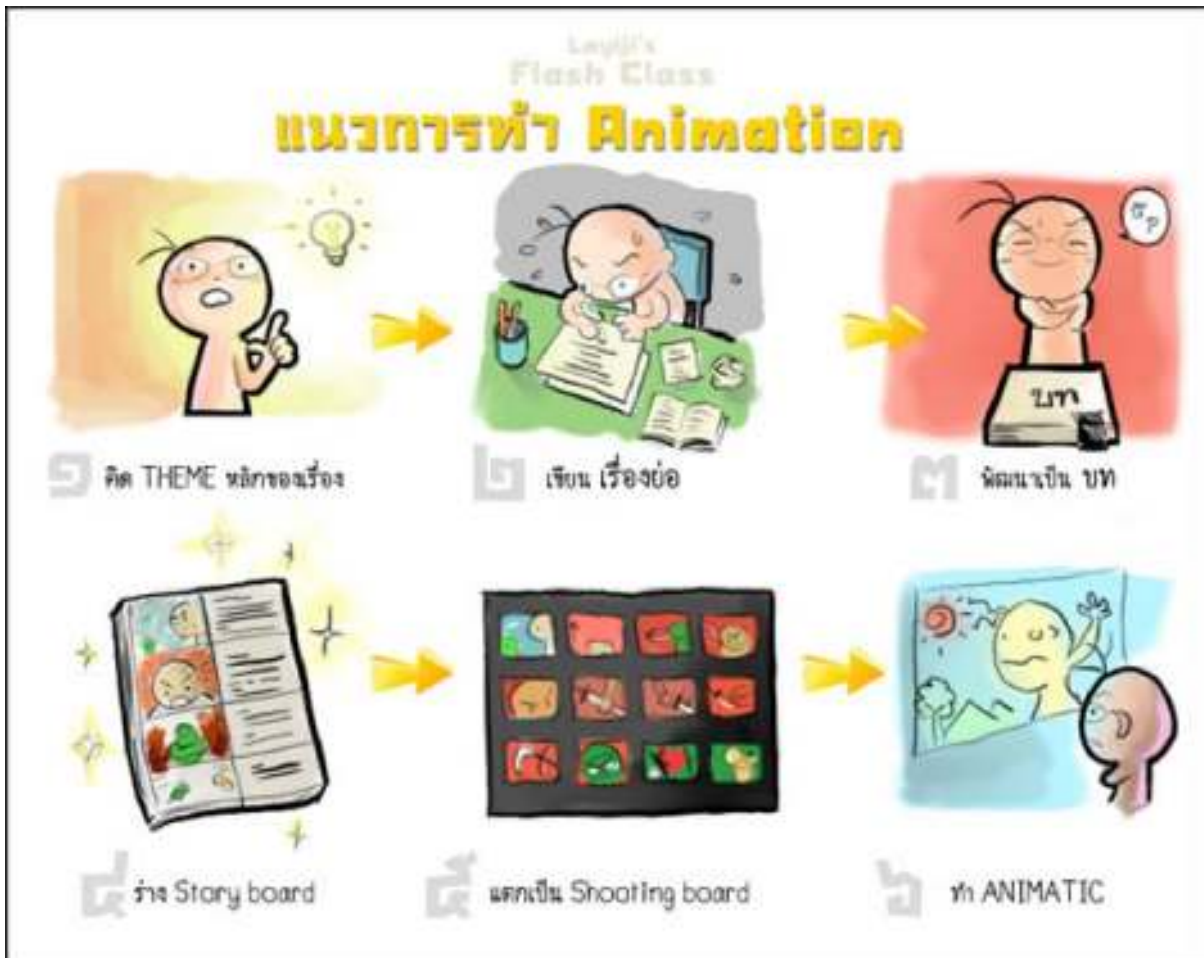 Layiji's
Flash Class
แนวการทำ Animation
บ๊ะ
บท
๑ คิด THEME หลักของเรื่อง
๒ เขียน เรื่องย่อ
๓ พัฒนาเป็น บท
๔ ร่าง Story board
๕ แตกเป็น Shooting board
๖ ทำ ANIMATIC